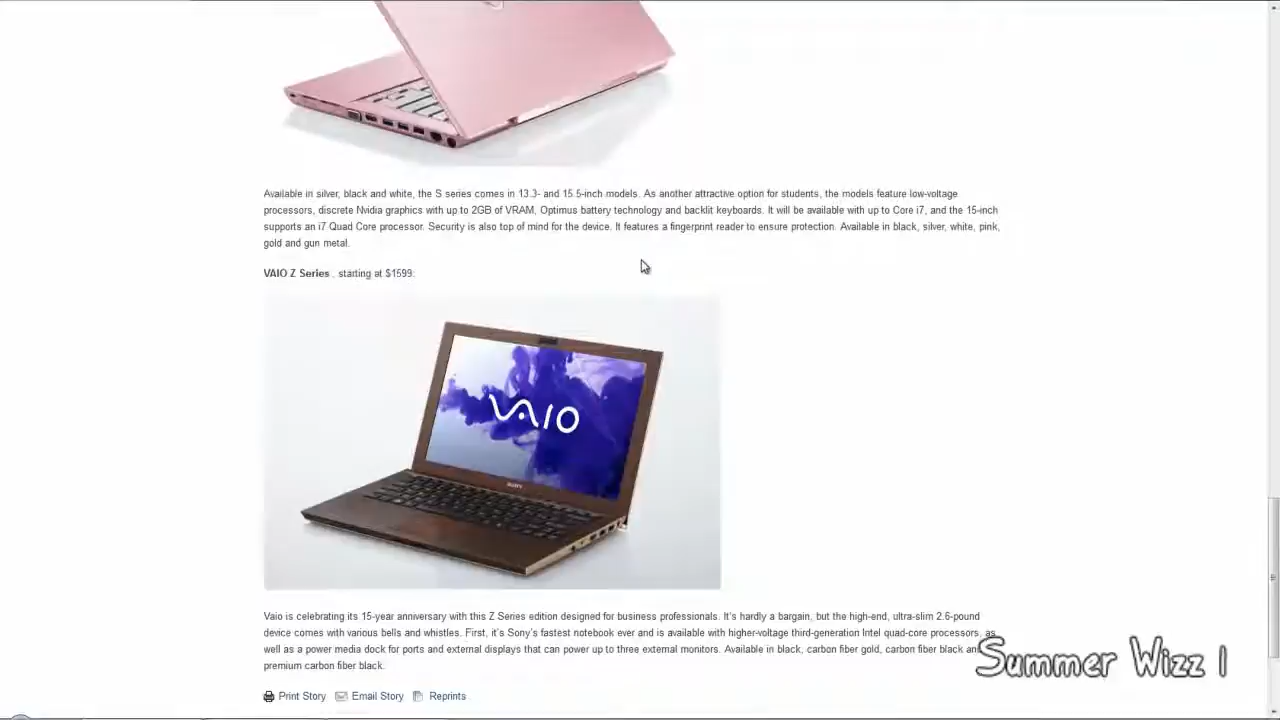 Available in silver, black and white, the S series comes in 13.3- and 15.5-inch models. As another attractive option for students, the models feature low-voltage
processors, discrete Nvidia graphics with up to 2GB of VRAM, Optimus battery technology and backlit keyboards. It will be available with up to Core i7, and the 15-inch
supports an i7 Quad Core processor. Security is also top of mind for the device. It features a fingerprint reader to ensure protection. Available in black, silver, white, pink,
gold and gun metal.
VAIO Z Series , starting at $1599:
VAIO
SONY
Vaio is celebrating its 15-year anniversary with this Z Series edition designed for business professionals. It's hardly a bargain, but the high-end, ultra-slim 2.6-pound
device comes with various bells and whistles. First, it's Sony's fastest notebook ever and is available with higher-voltage third-generation Intel quad-core processors, as
well as a power media dock for ports and external displays that can power up to three external monitors. Available in black, carbon fiber gold, carbon fiber black and
premium carbon fiber black.
Summer Wizz 1
Print Story Email Story Reprints